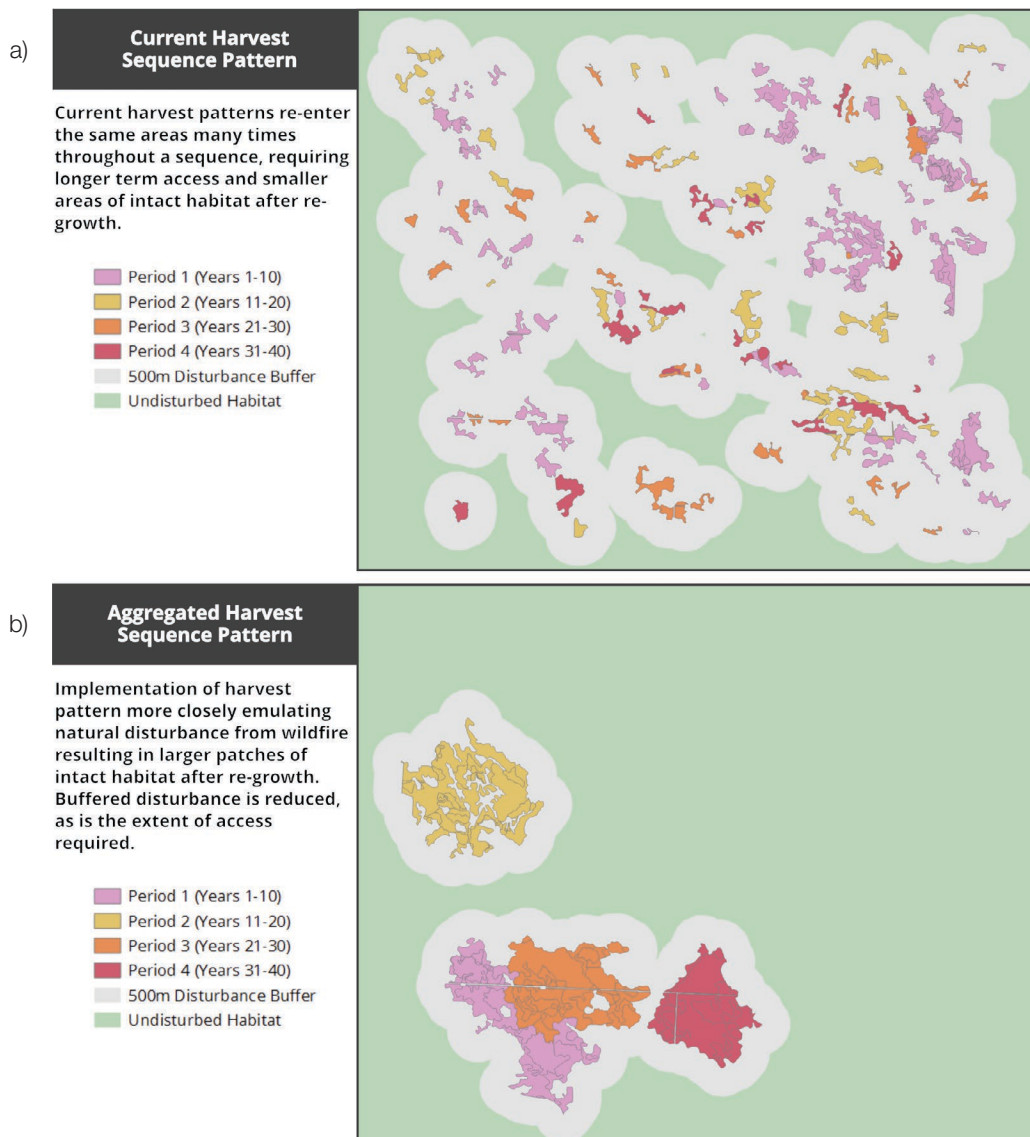 a)
Current Harvest
Sequence Pattern
Current harvest patterns re-enter
the same areas many times
throughout a sequence, requiring
longer term access and smaller
areas of intact habitat after re-
growth.
Period 1 (Years 1-10)
Period 2 (Years 11-20)
Period 3 (Years 21-30)
Period 4 (Years 31-40)
500m Disturbance Buffer
Undisturbed Habitat
b)
Aggregated Harvest
Sequence Pattern
Implementation of harvest
pattern more closely emulating
natural disturbance from wildfire
resulting in larger patches of
intact habitat after re-growth.
Buffered disturbance is reduced,
as is the extent of access
required.
Period 1 (Years 1-10)
Period 2 (Years 11-20)
Period 3 (Years 21-30)
Period 4 (Years 31-40)
500m Disturbance Buffer
Undisturbed Habitat